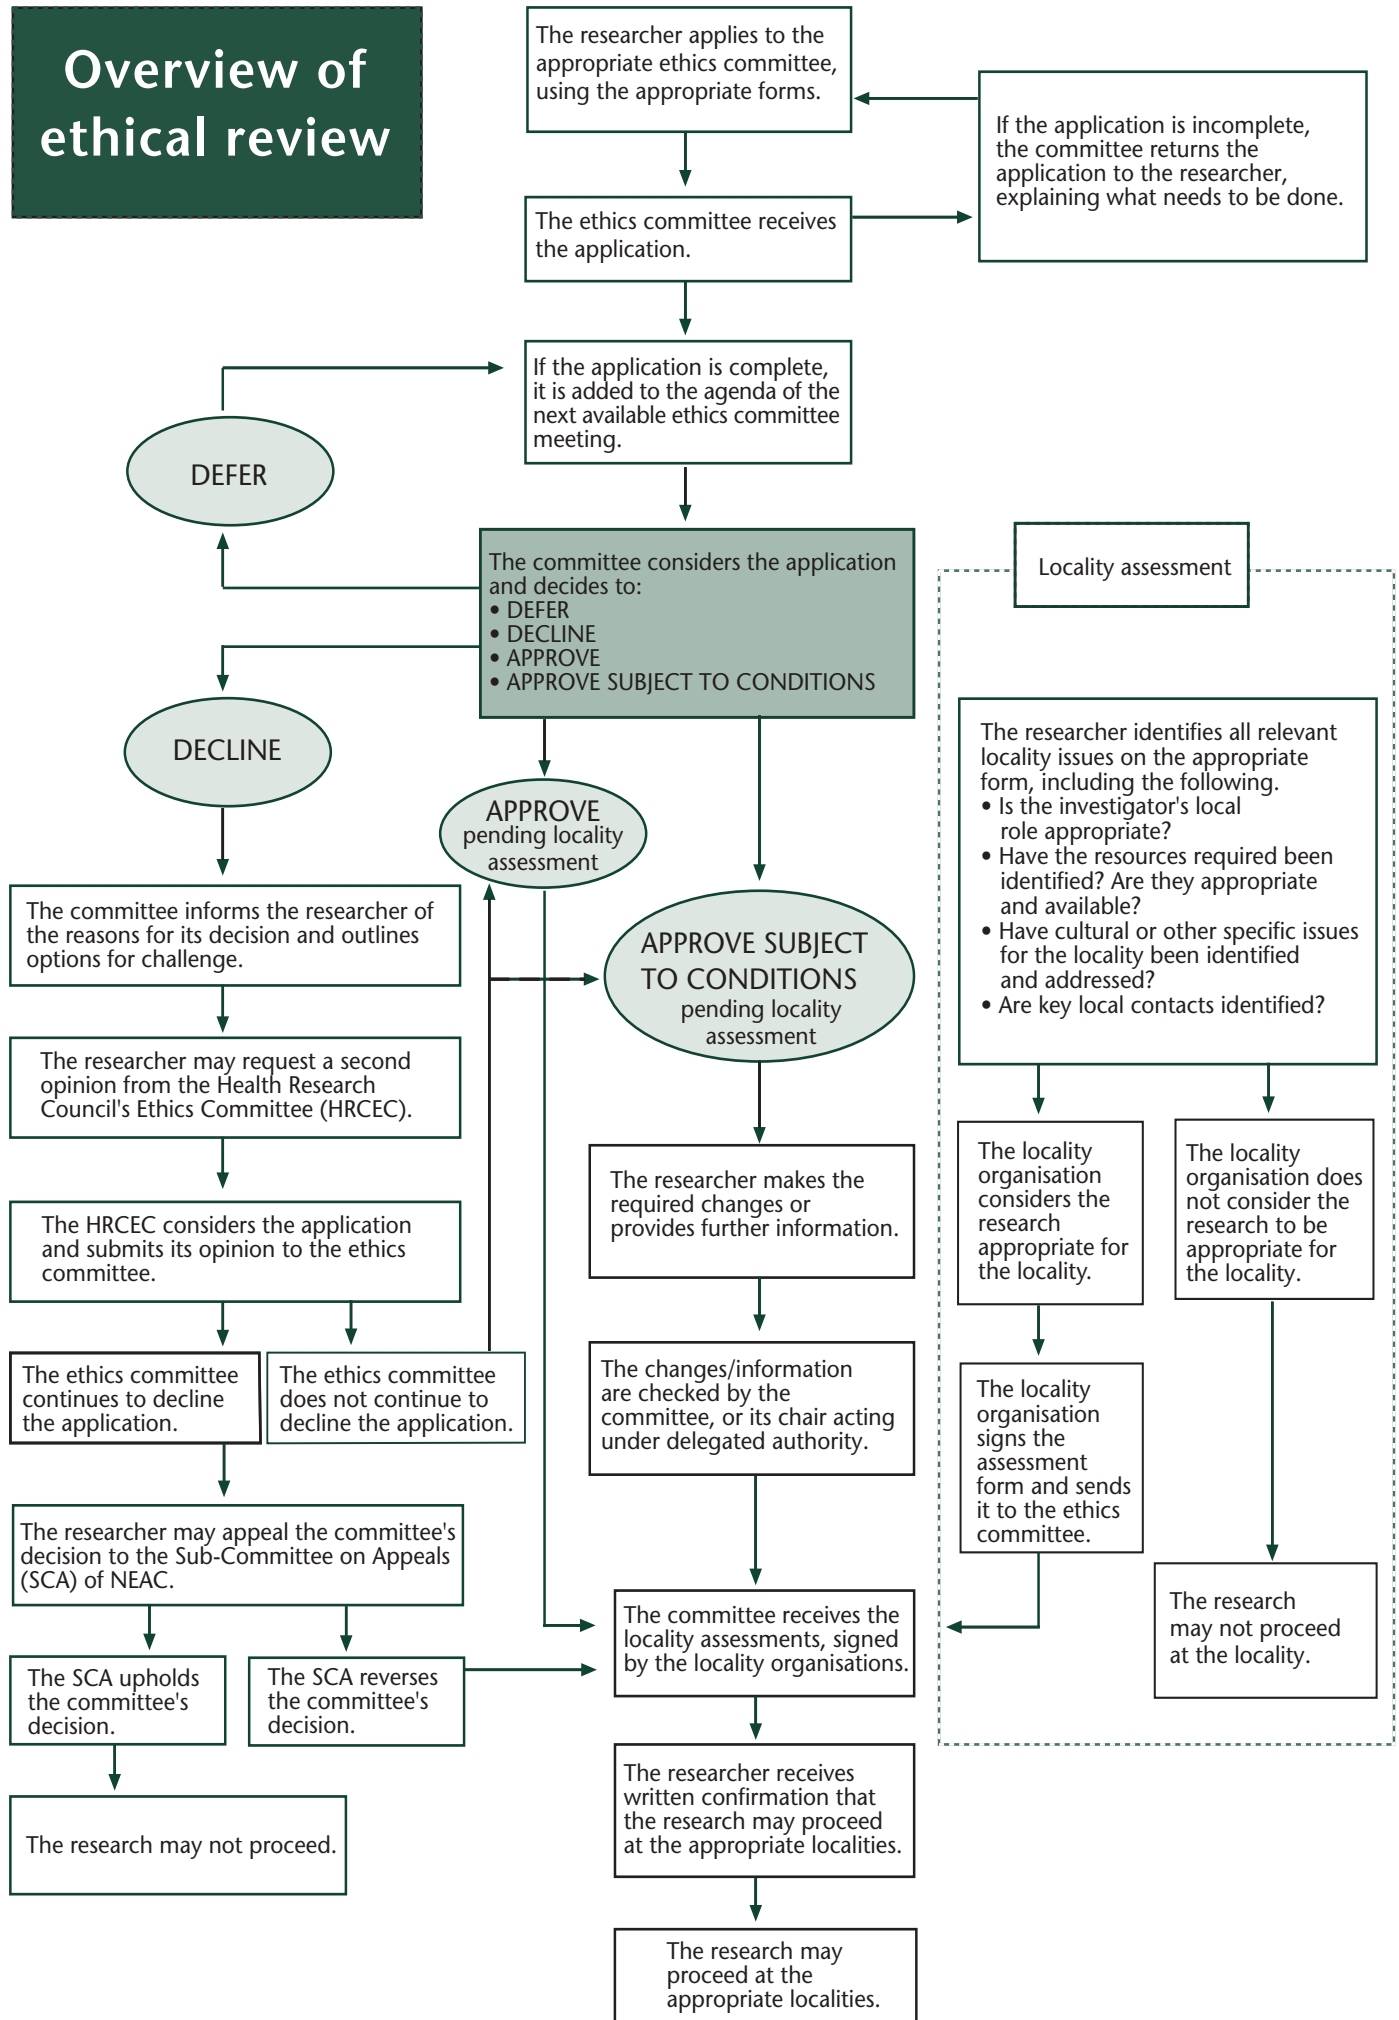 Overview of
ethical review
The researcher applies to the
appropriate ethics committee,
using the appropriate forms.
If the application is incomplete,
the committee returns the
application to the researcher,
explaining what needs to be done.
The ethics committee receives
the application.
If the application is complete,
it is added to the agenda of the
next available ethics committee
meeting.
DEFER
The committee considers the application
and decides to:
• DEFER
• DECLINE
• APPROVE
• APPROVE SUBJECT TO CONDITIONS
DECLINE
APPROVE
pending locality
assessment
APPROVE SUBJECT
TO CONDITIONS
pending locality
assessment
The committee informs the researcher of
the reasons for its decision and outlines
options for challenge.
The researcher may request a second
opinion from the Health Research
Council's Ethics Committee (HRCEC).
The HRCEC considers the application
and submits its opinion to the ethics
committee.
The ethics committee
continues to decline
the application.
The ethics committee
does not continue to
decline the application.
The researcher may appeal the committee's
decision to the Sub-Committee on Appeals
(SCA) of NEAC.
The SCA upholds
the committee's
decision.
The SCA reverses
the committee's
decision.
The research may not proceed.
The researcher makes the
required changes or
provides further information.
The changes/information
are checked by the
committee, or its chair acting
under delegated authority.
The committee receives the
locality assessments, signed
by the locality organisations.
The researcher receives
written confirmation that
the research may proceed
at the appropriate localities.
The research may
proceed at the
appropriate localities.
Locality assessment
The researcher identifies all relevant
locality issues on the appropriate
form, including the following.
• Is the investigator's local
role appropriate?
• Have the resources required been
identified? Are they appropriate
and available?
• Have cultural or other specific issues
for the locality been identified
and addressed?
• Are key local contacts identified?
The locality
organisation
considers the
research
appropriate for
the locality.
The locality
organisation does
not consider the
research to be
appropriate for
the locality.
The locality
organisation
signs the
assessment
form and sends
it to the ethics
committee.
The research
may not proceed
at the locality.